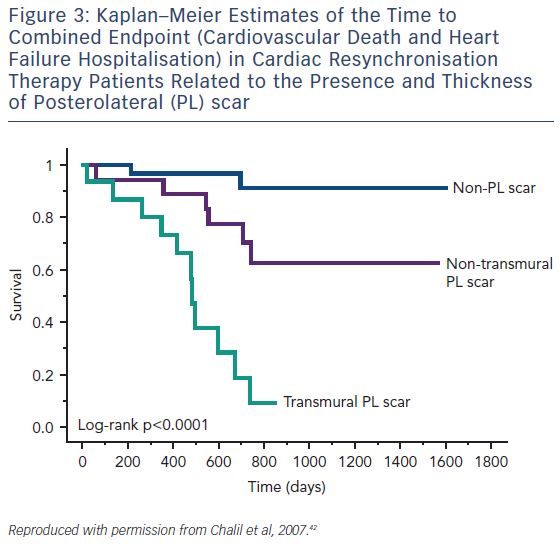 Figure 3: Kaplan–Meier Estimates of the Time to
Combined Endpoint (Cardiovascular Death and Heart
Failure Hospitalisation) in Cardiac Resynchronisation
Therapy Patients Related to the Presence and Thickness
of Posterolateral (PL) scar
1
0.8
0.6
0.4
0.2
0.0
Survival
Non-PL scar
Non-transmural
PL scar
Transmural PL scar
Log-rank p<0.0001
0 200 400 600 800 1000 1200 1400 1600 1800
Time (days)
Reproduced with permission from Chalil et al, 2007.⁴²